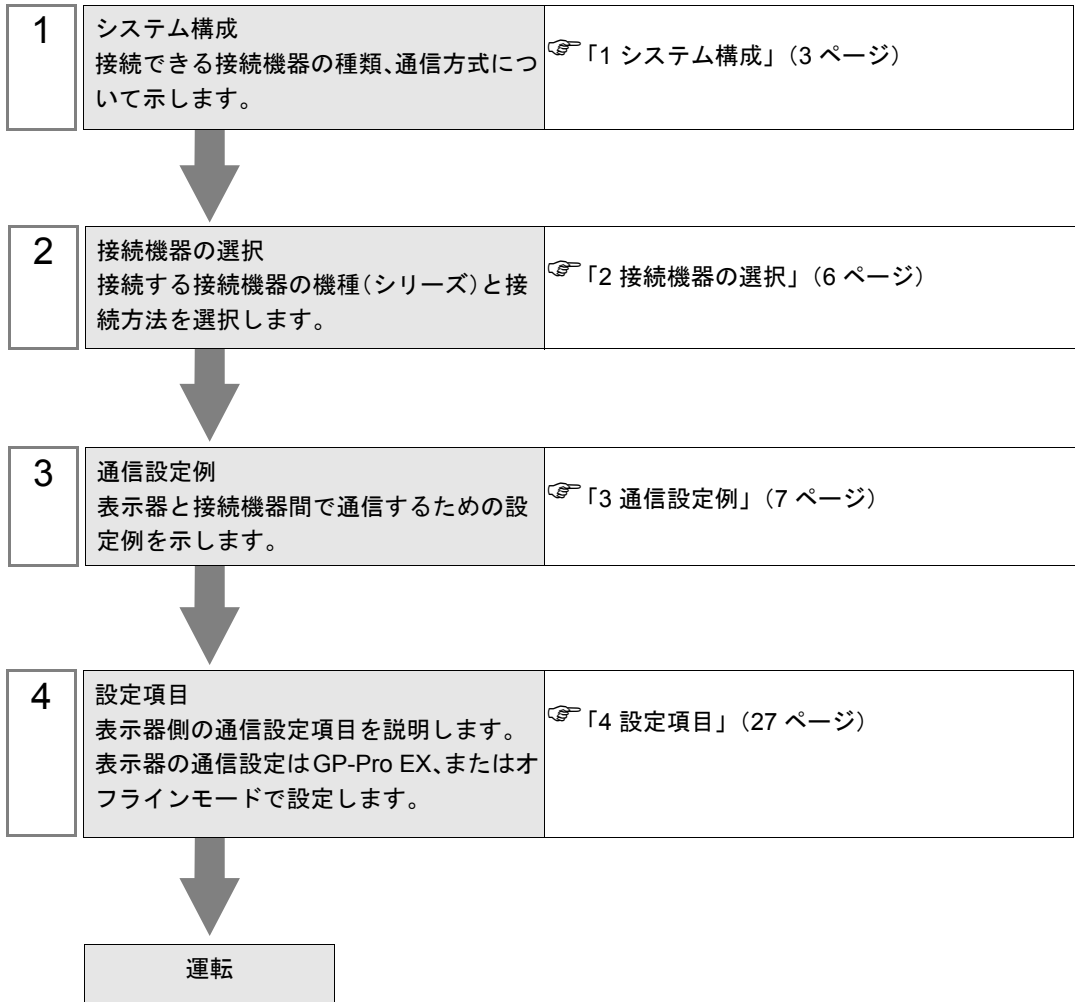 1
システム構成
接続できる接続機器の種類、通信方式につ
いて示します。
「1 システム構成」（3 ページ）
2
接続機器の選択
接続する接続機器の機種（シリーズ）と接
続方法を選択します。
「2 接続機器の選択」（6 ページ）
3
通信設定例
表示器と接続機器間で通信するための設
定例を示します。
「3 通信設定例」（7 ページ）
4
設定項目
表示器側の通信設定項目を説明します。
表示器の通信設定はGP-Pro EX、またはオ
フラインモードで設定します。
「4 設定項目」（27 ページ）
運転